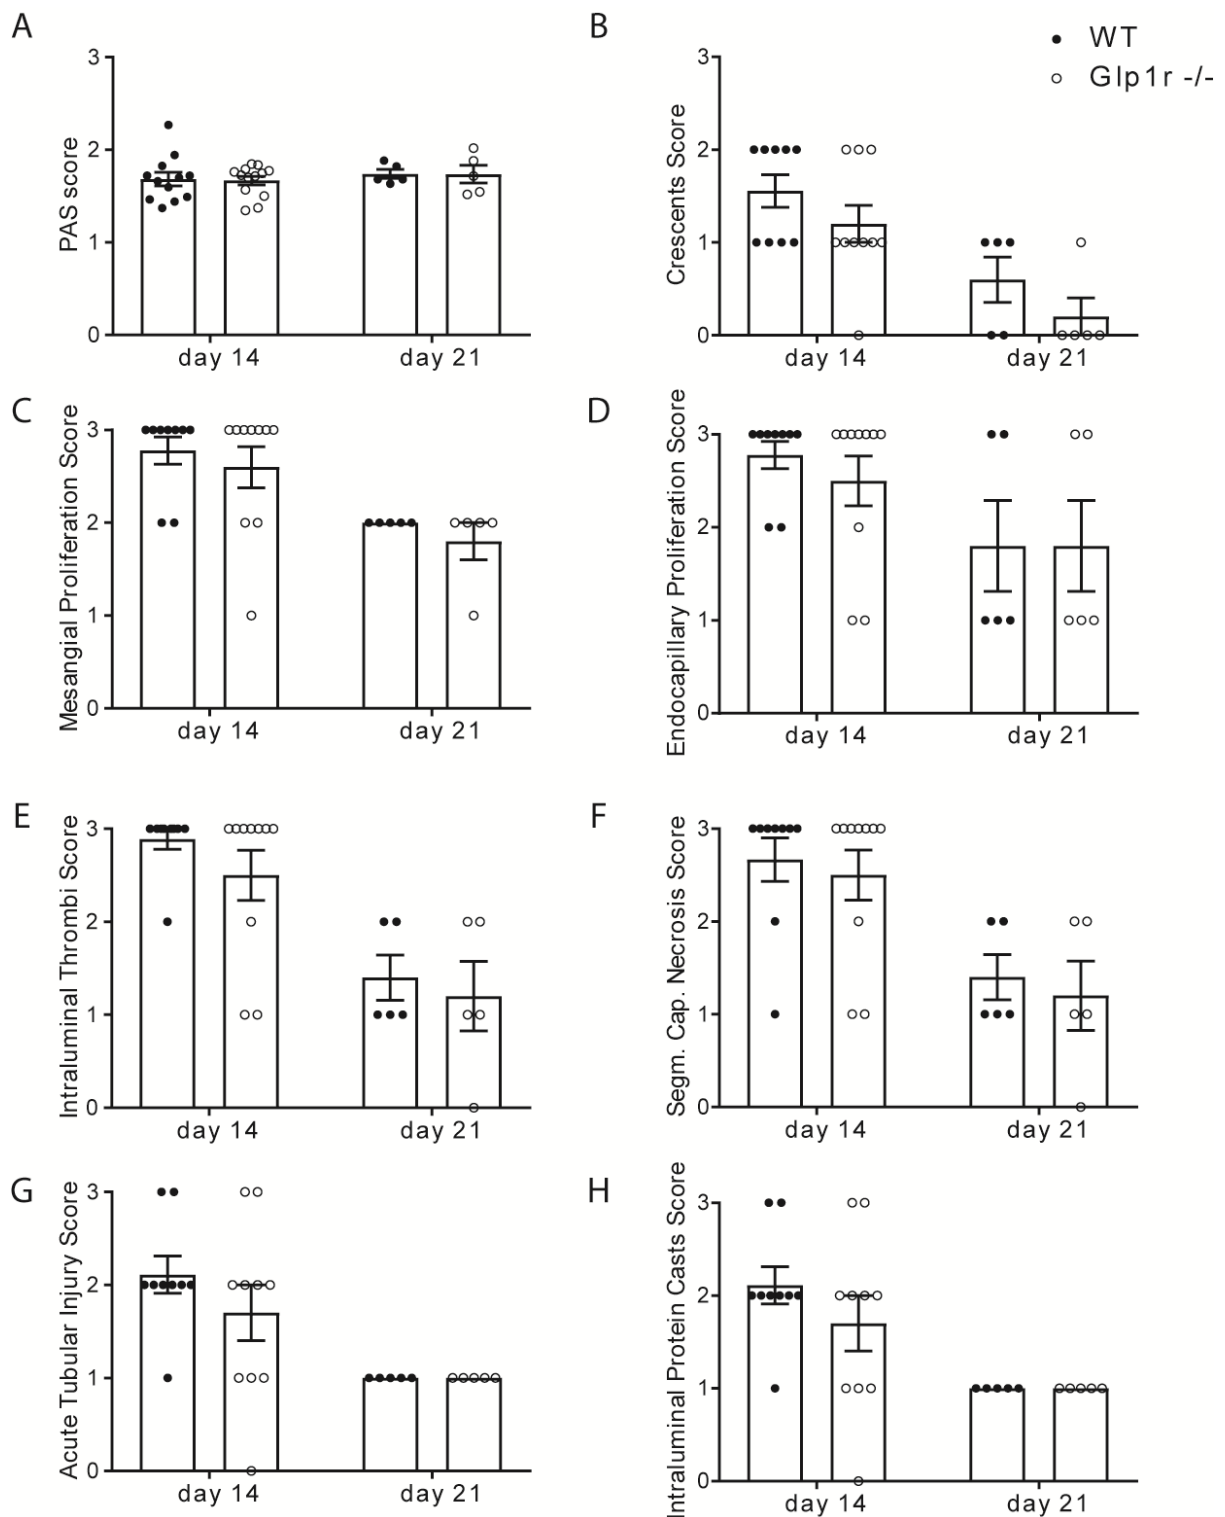 A
B
WT
Glp1r -/-
PAS score
3
2
1
0
day 14
day 21
Crescents Score
3
2
1
0
day 14
day 21
C
D
Mesangial Proliferation Score
3
2
1
0
day 14
day 21
Endocapillary Proliferation Score
3
2
1
0
day 14
day 21
E
F
Intraluminal Thrombi Score
3
2
1
0
day 14
day 21
Segm. Cap. Necrosis Score
3
2
1
0
day 14
day 21
G
H
Acute Tubular Injury Score
3
2
1
0
day 14
day 21
Intraluminal Protein Casts Score
3
2
1
0
day 14
day 21